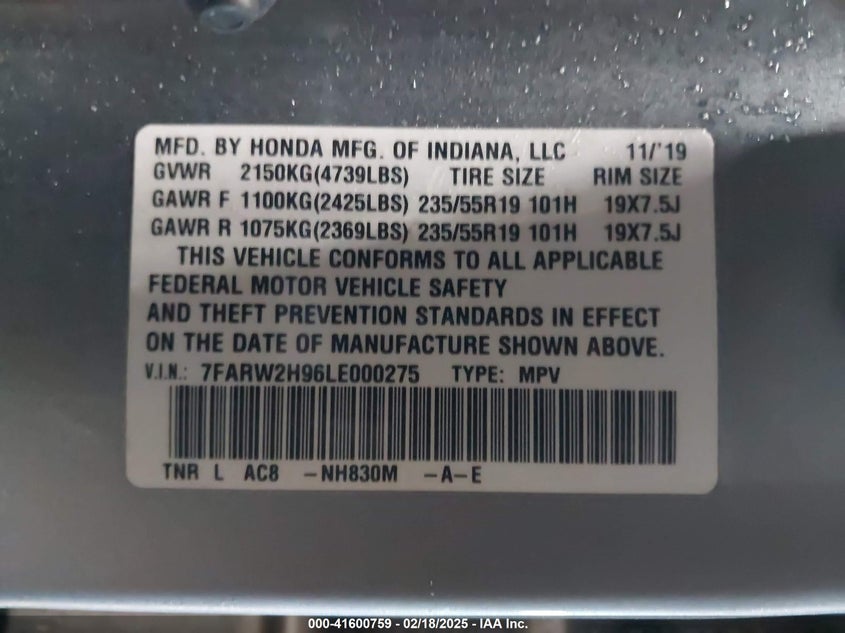 MFD. BY HONDA MFG. OF INDIANA, LLC 11/'19
GVWR 2150KG(4739LBS) TIRE SIZE RIM SIZE
GAWR F 1100KG(2425LBS) 235/55R19 101H 19X7.5J
GAWR R 1075KG(2369LBS) 235/55R19 101H 19X7.5J
THIS VEHICLE CONFORMS TO ALL APPLICABLE
FEDERAL MOTOR VEHICLE SAFETY
AND THEFT PREVENTION STANDARDS IN EFFECT
ON THE DATE OF MANUFACTURE SHOWN ABOVE.
V.I.N.: 7FARW2H96LE000275 TYPE: MPV
TNR L AC8 -NH830M -A-E
000-41600759 - 02/18/2025 - IAA Inc.